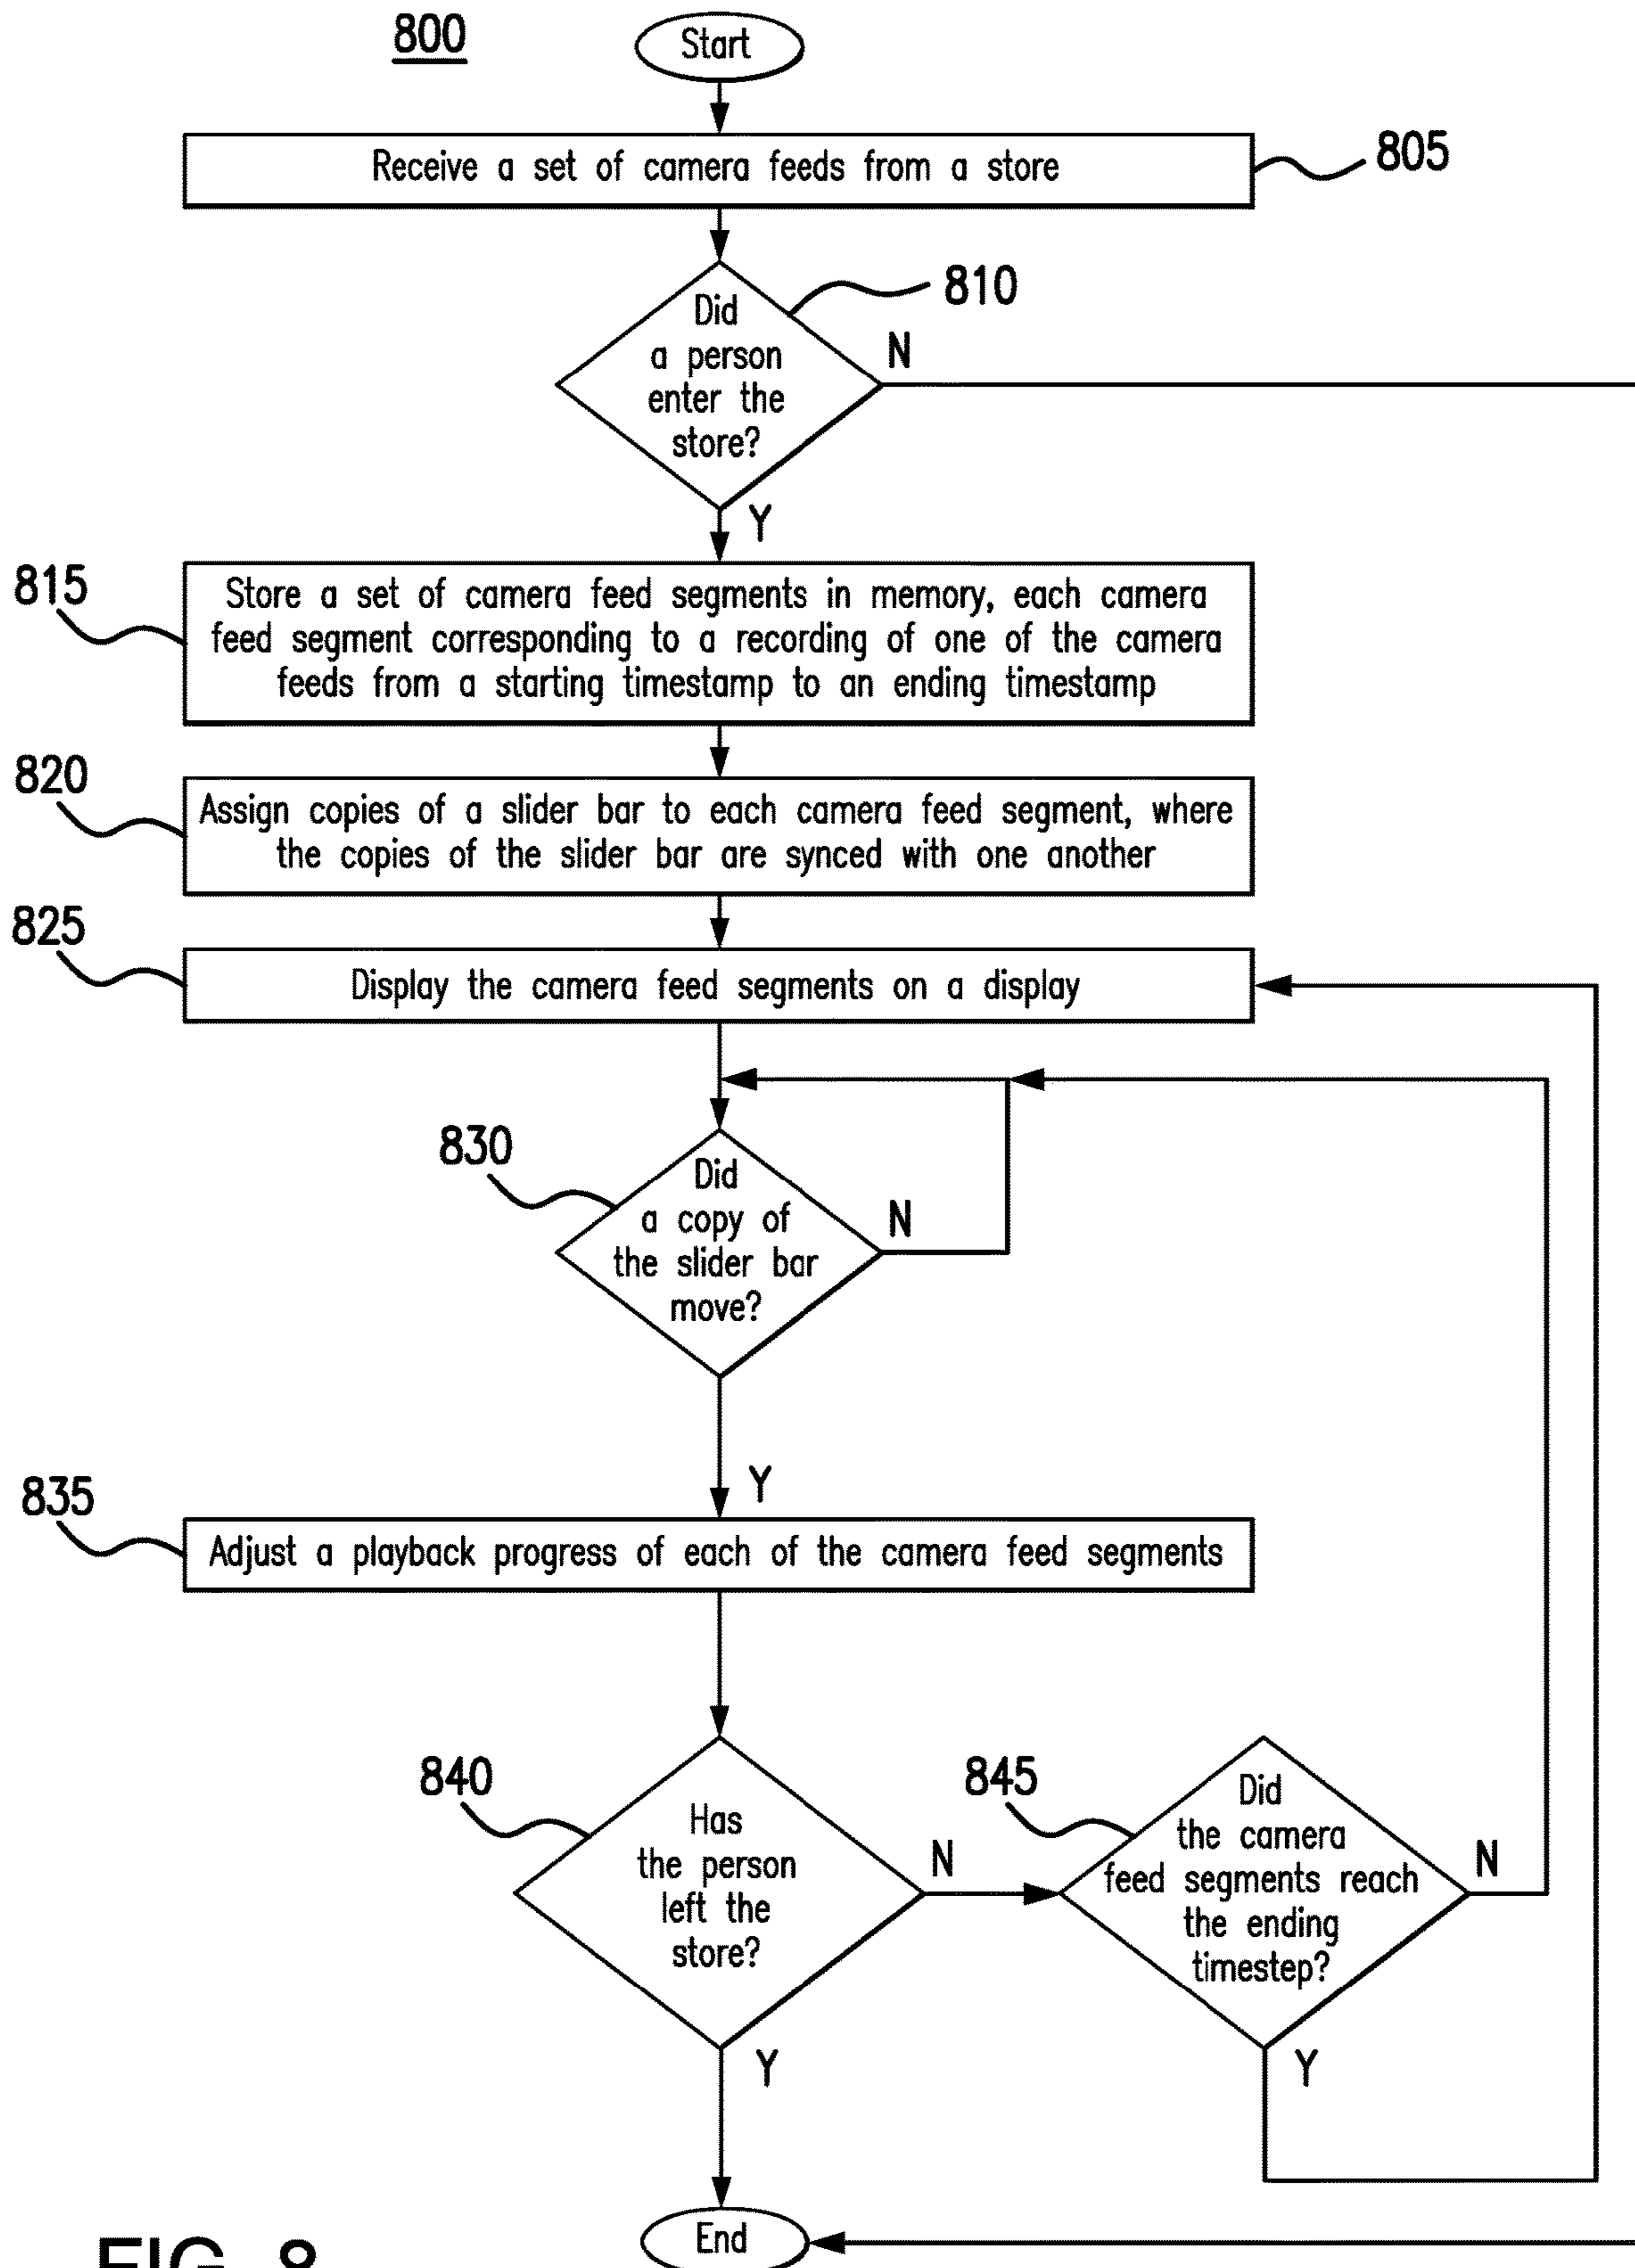 800
Start
Receive a set of camera feeds from a store
805
810
Did
a person
enter the
store?
N
Y
815
Store a set of camera feed segments in memory, each camera
feed segment corresponding to a recording of one of the camera
feeds from a starting timestamp to an ending timestamp
820
Assign copies of a slider bar to each camera feed segment, where
the copies of the slider bar are synced with one another
825
Display the camera feed segments on a display
830
Did
a copy of
the slider bar
move?
N
Y
835
Adjust a playback progress of each of the camera feed segments
840
Has
the person
left the
store?
N
Y
845
Did
the camera
feed segments reach
the ending
timestep?
N
Y
End
FIG. 8